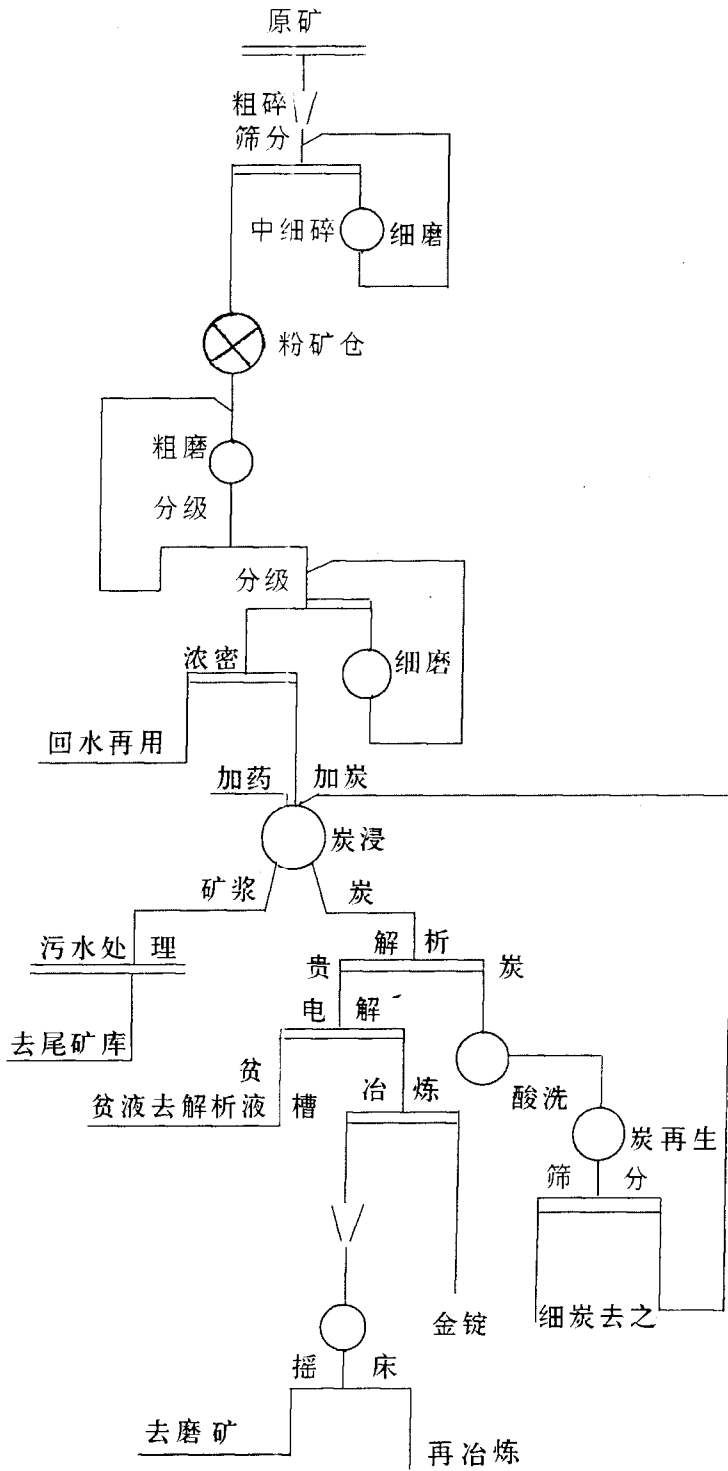 原矿
粗碎
筛分
中细碎 细磨
粉矿仓
粗磨
分级
分级
浓密 细磨
回水再用
加药 加炭
炭浸
矿浆 炭
污水处理 解析
贵 炭
去尾矿库 电解
贫
贫液去解析液槽 冶炼 酸洗
炭再生
筛分
金锭 细炭去之
摇床
去磨矿 再冶炼